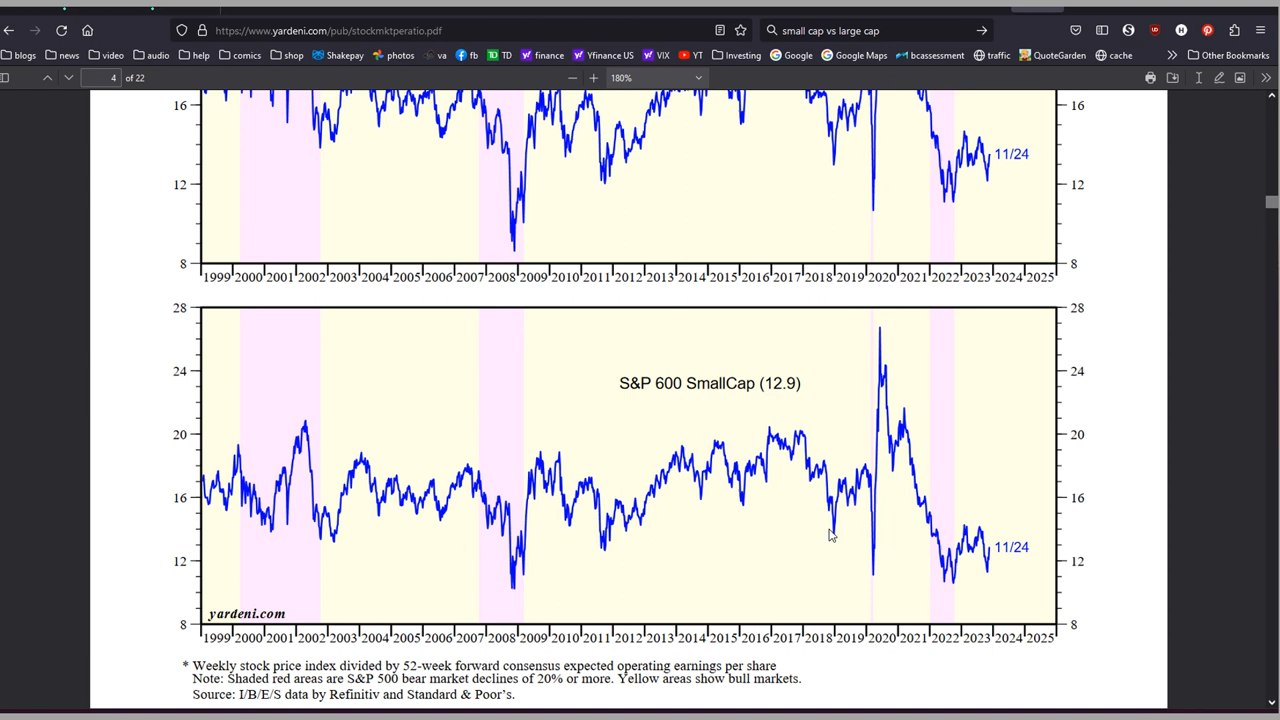 https://www.yardeni.com/pub/stockmktperatio.pdf
small cap vs large cap
blogs news video audio help comics shop Shakepay photos va fb TD Yfinance Yfinance US VIX YT Investing Google Google Maps bcassessment traffic QuoteGarden cache Other Bookmarks
4 of 22 180%
16 16
11/24
12 12
8 8
1999 2000 2001 2002 2003 2004 2005 2006 2007 2008 2009 2010 2011 2012 2013 2014 2015 2016 2017 2018 2019 2020 2021 2022 2023 2024 2025
28 28
24 24
S&P 600 SmallCap (12.9)
20 20
16 16
11/24
12 12
yardeni.com
8 8
1999 2000 2001 2002 2003 2004 2005 2006 2007 2008 2009 2010 2011 2012 2013 2014 2015 2016 2017 2018 2019 2020 2021 2022 2023 2024 2025
* Weekly stock price index divided by 52-week forward consensus expected operating earnings per share
Note: Shaded red areas are S&P 500 bear market declines of 20% or more. Yellow areas show bull markets.
Source: I/B/E/S data by Refinitiv and Standard & Poor's.